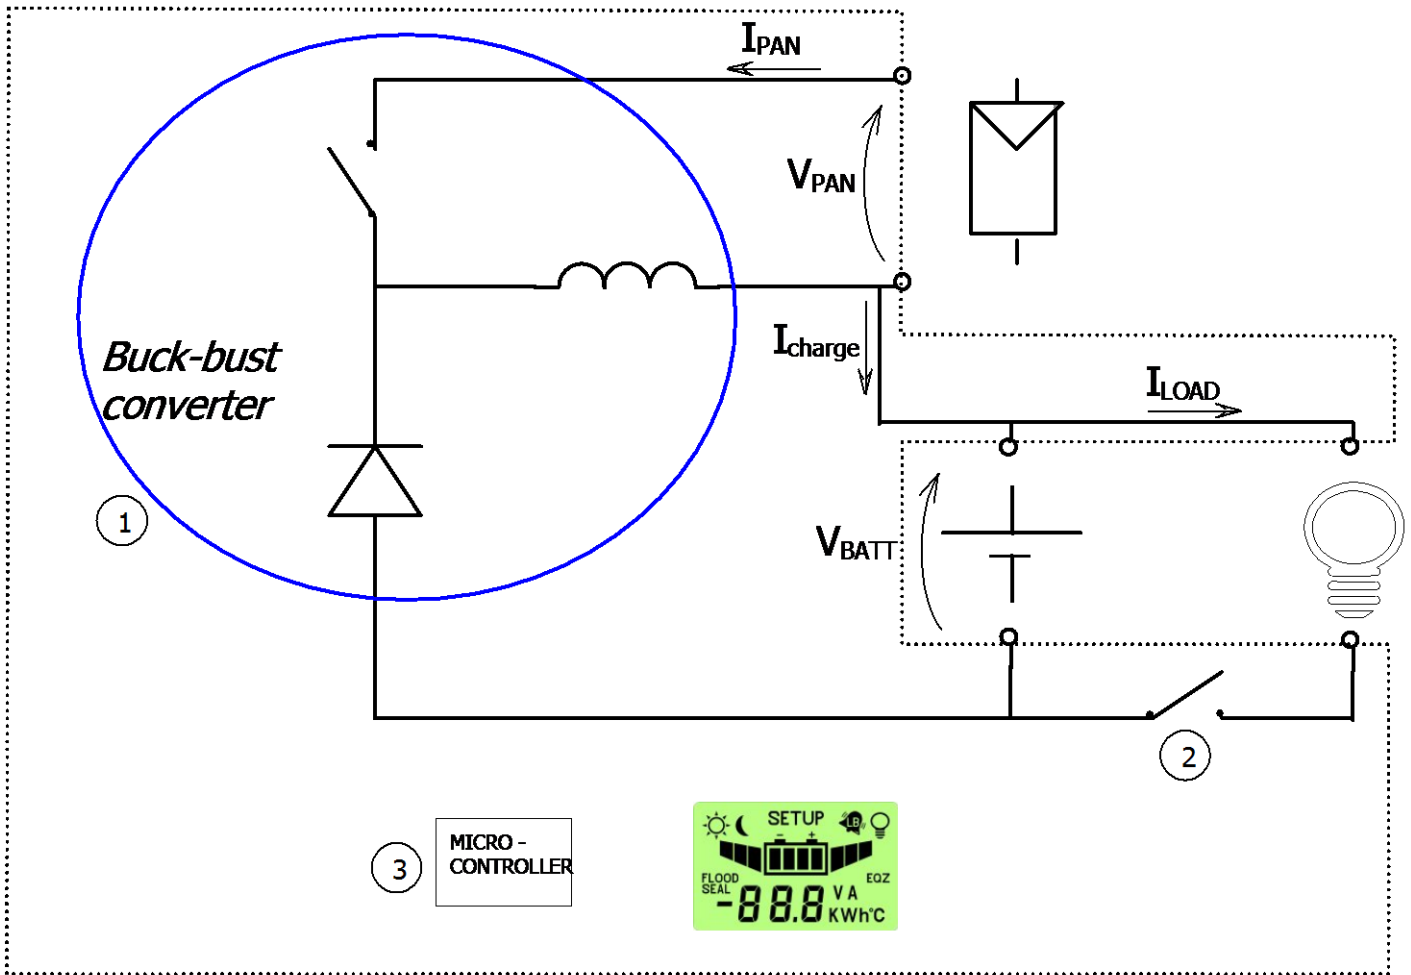 IPAN
VPAN
Icharge
Buck-bust
converter
ILOAD
1
VBATT
2
3
MICRO -
CONTROLLER
SETUP
LB
- +
FLOOD
SEAL
EQZ
-88.8
V A
KWh°C